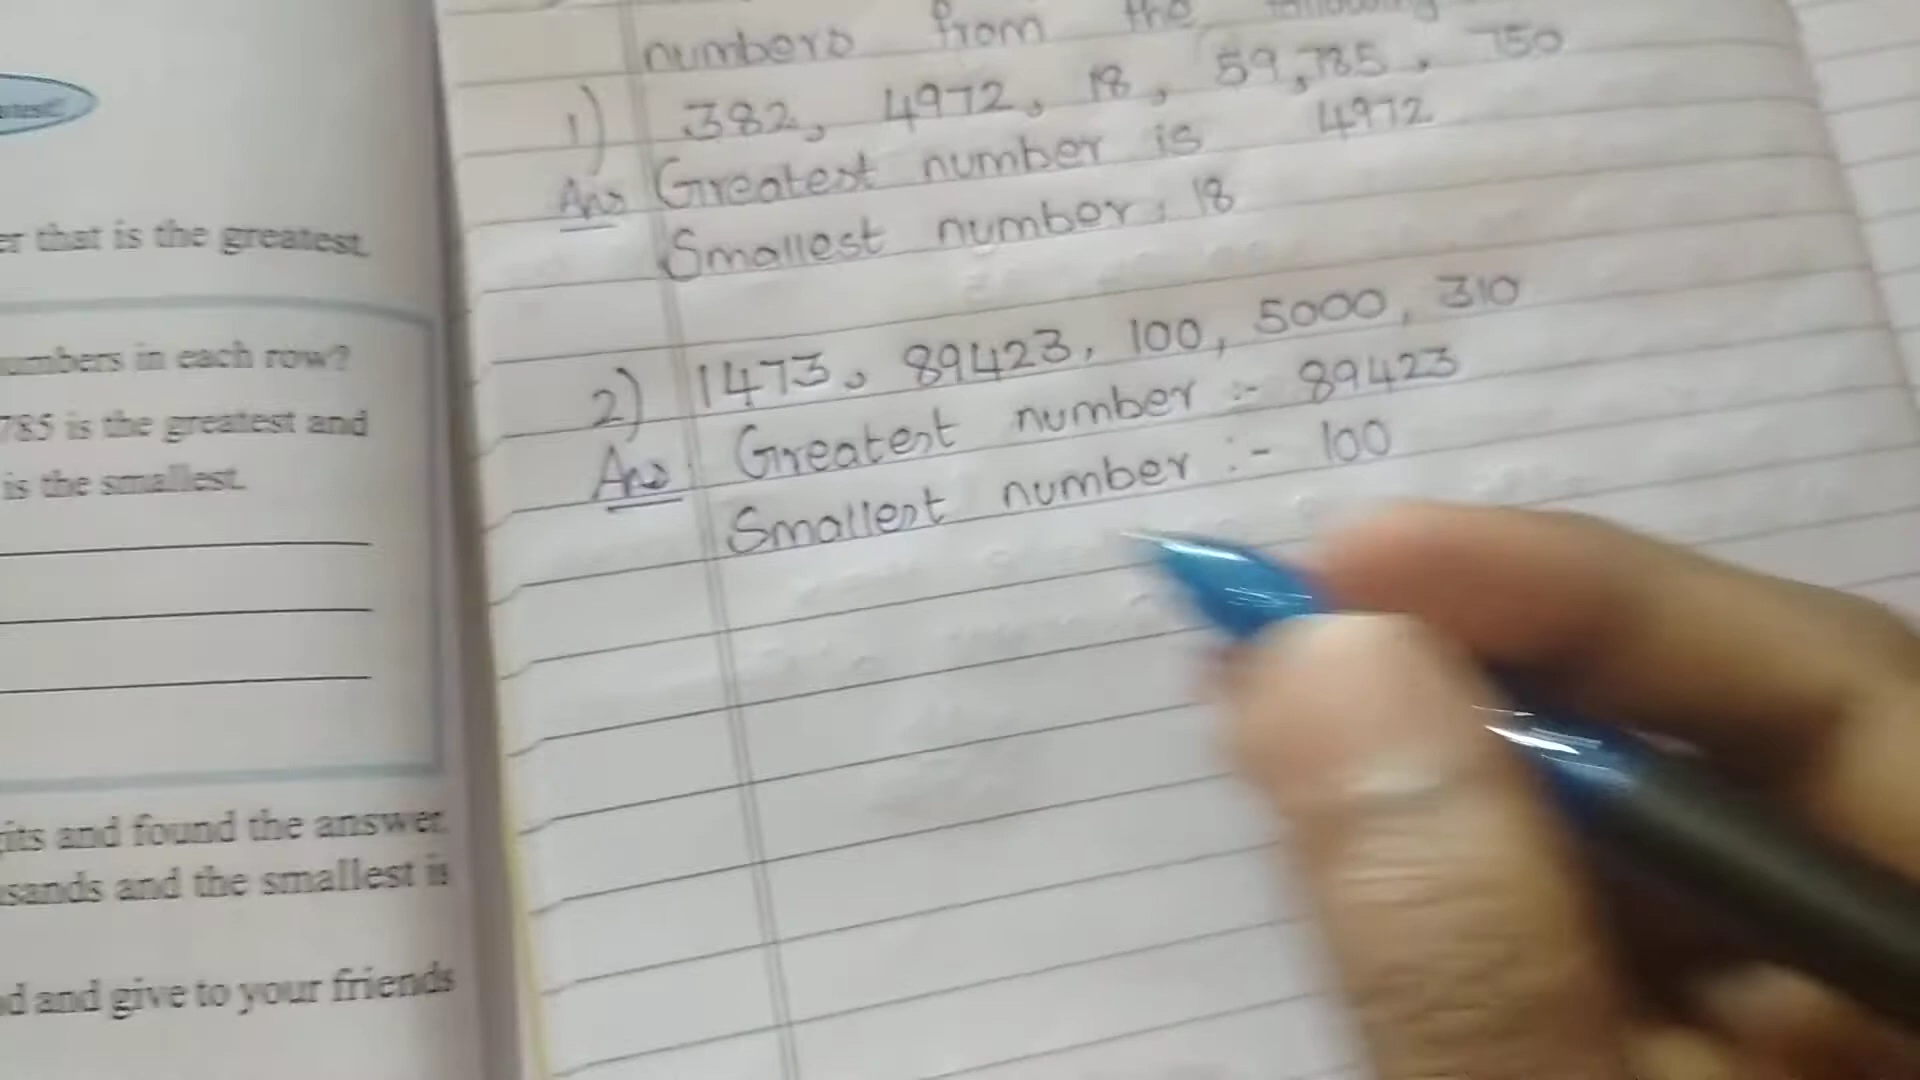 er that is the greatest.
umbers in each row?
785 is the greatest and
is the smallest.
its and found the answer.
sands and the smallest is
d and give to your friends
numbers from the following
1) 382, 4972, 18, 59,785, 750
Ans Greatest number is 4972
Smallest number, 18
2) 1473, 89423, 100, 5000, 310
Ans Greatest number :- 89423
Smallest number :- 100